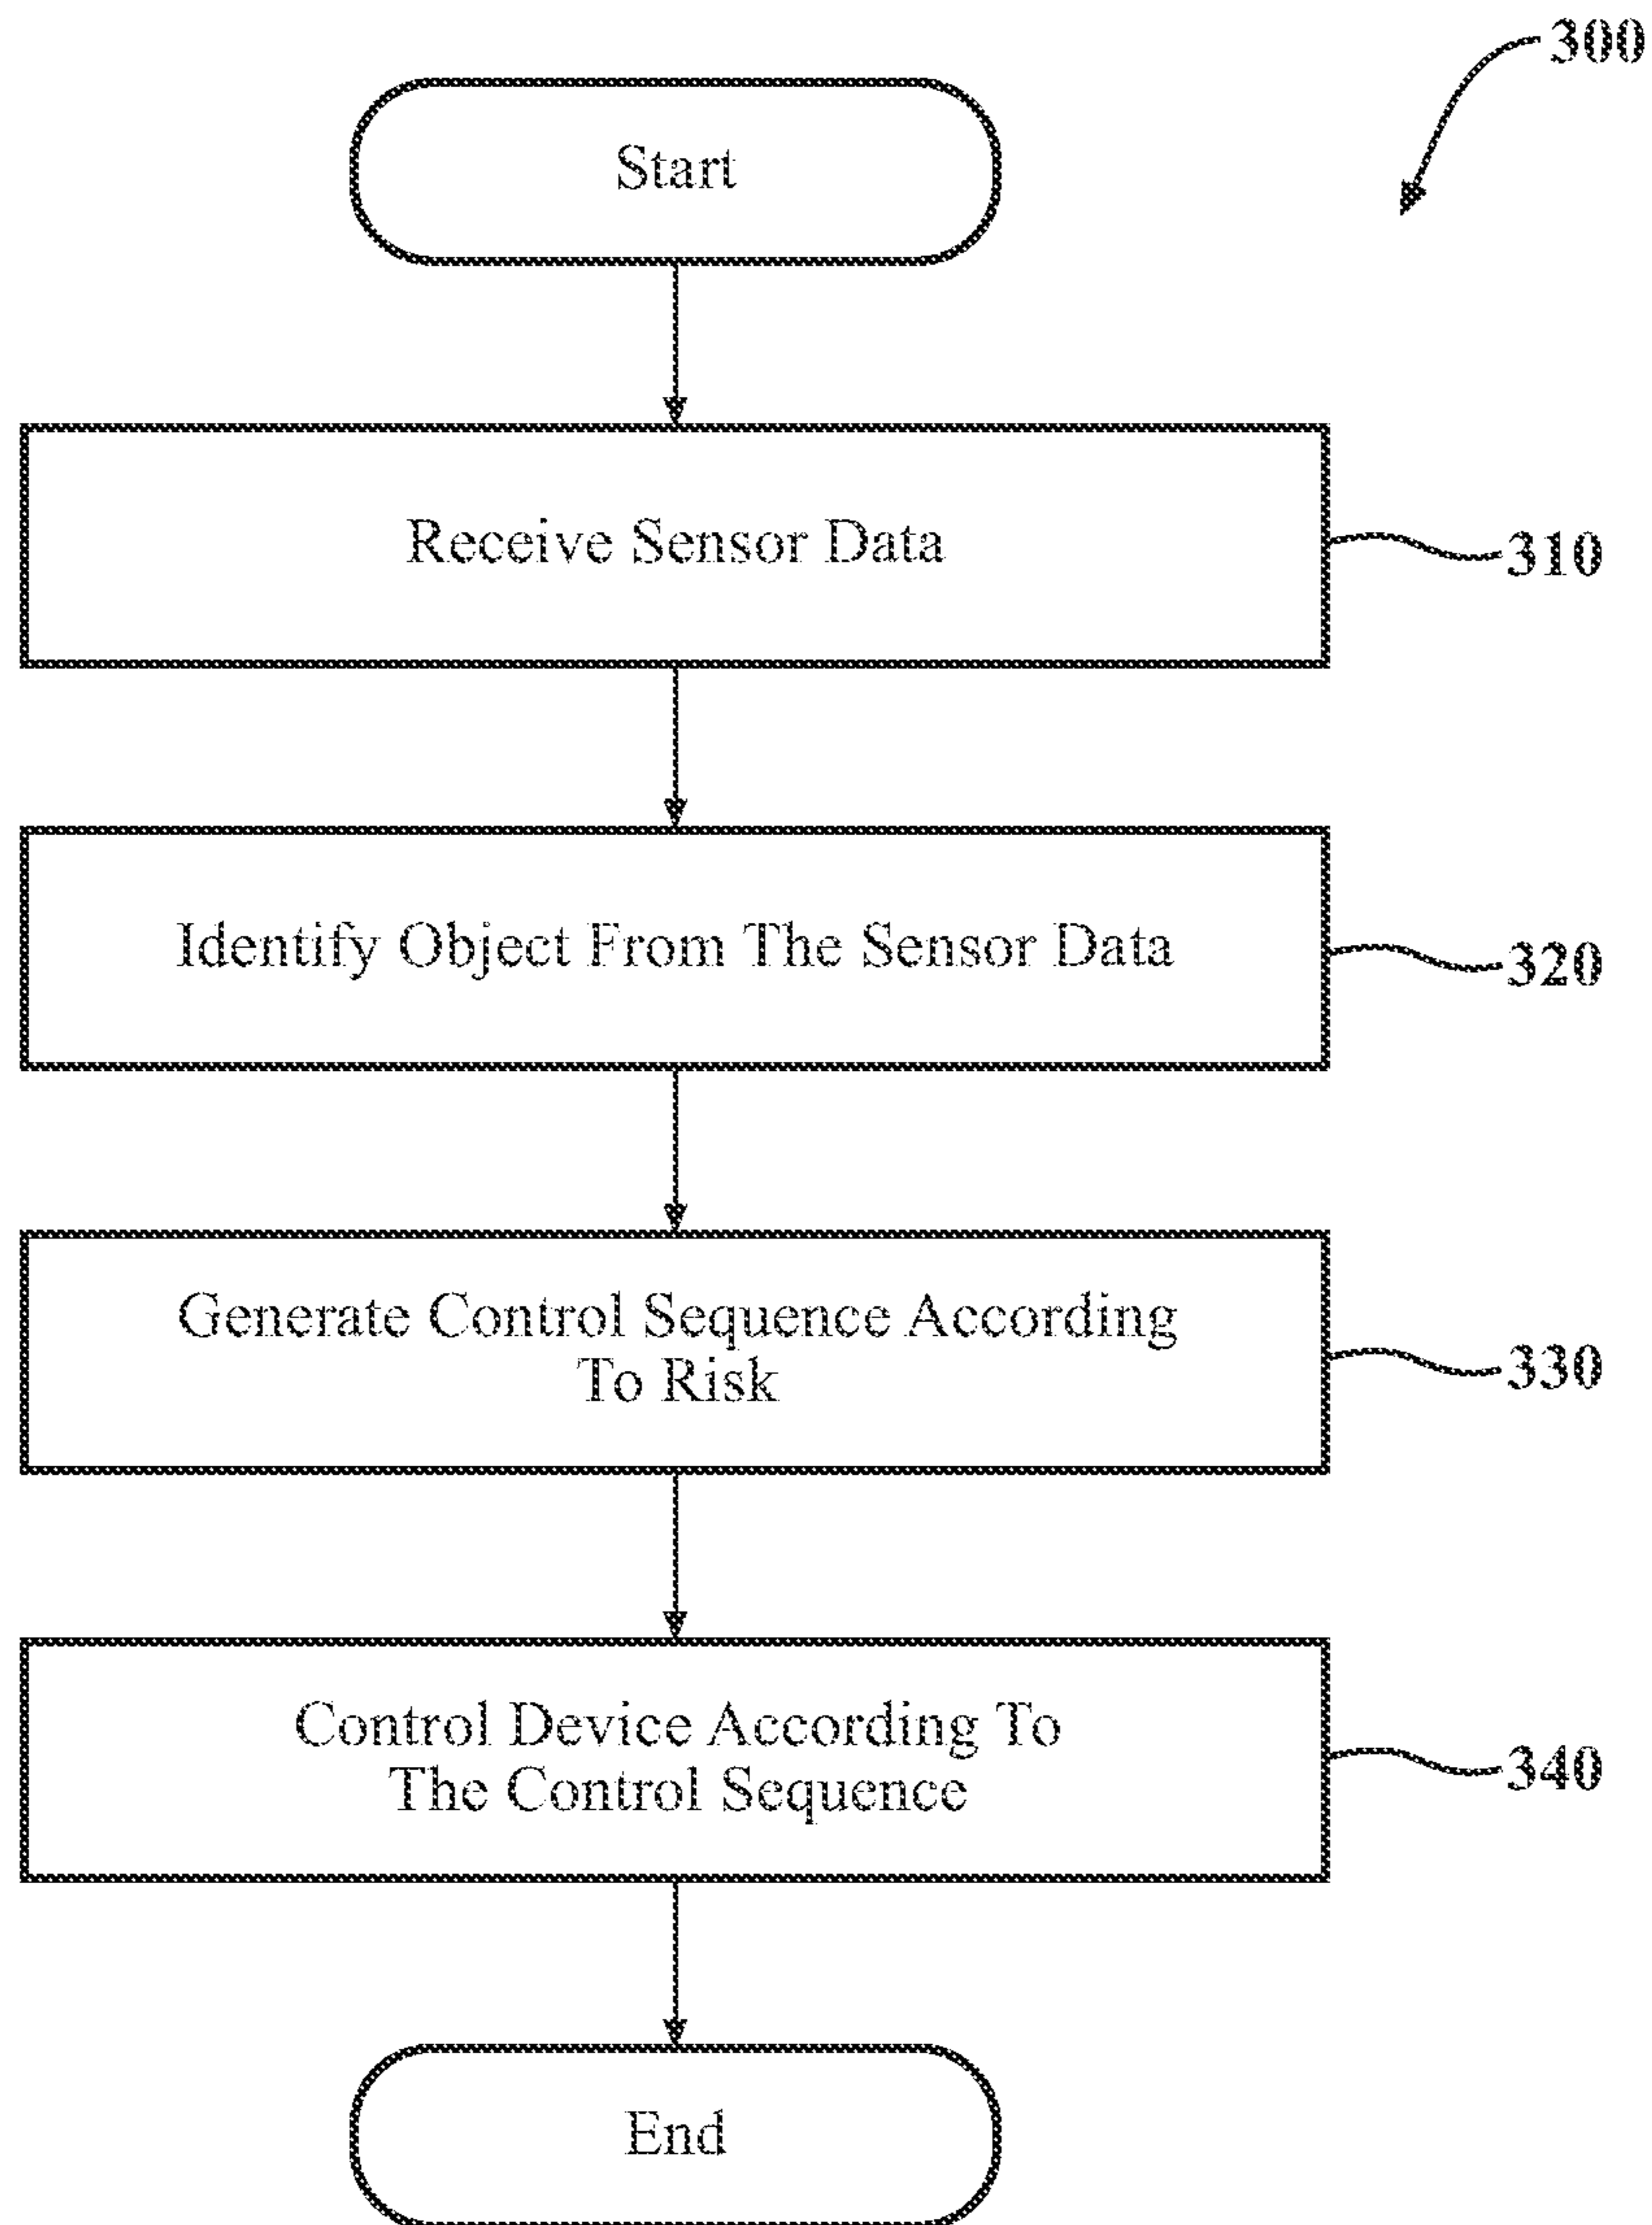 300
Start
Receive Sensor Data
310
Identify Object From The Sensor Data
320
Generate Control Sequence According
To Risk
330
Control Device According To
The Control Sequence
340
End